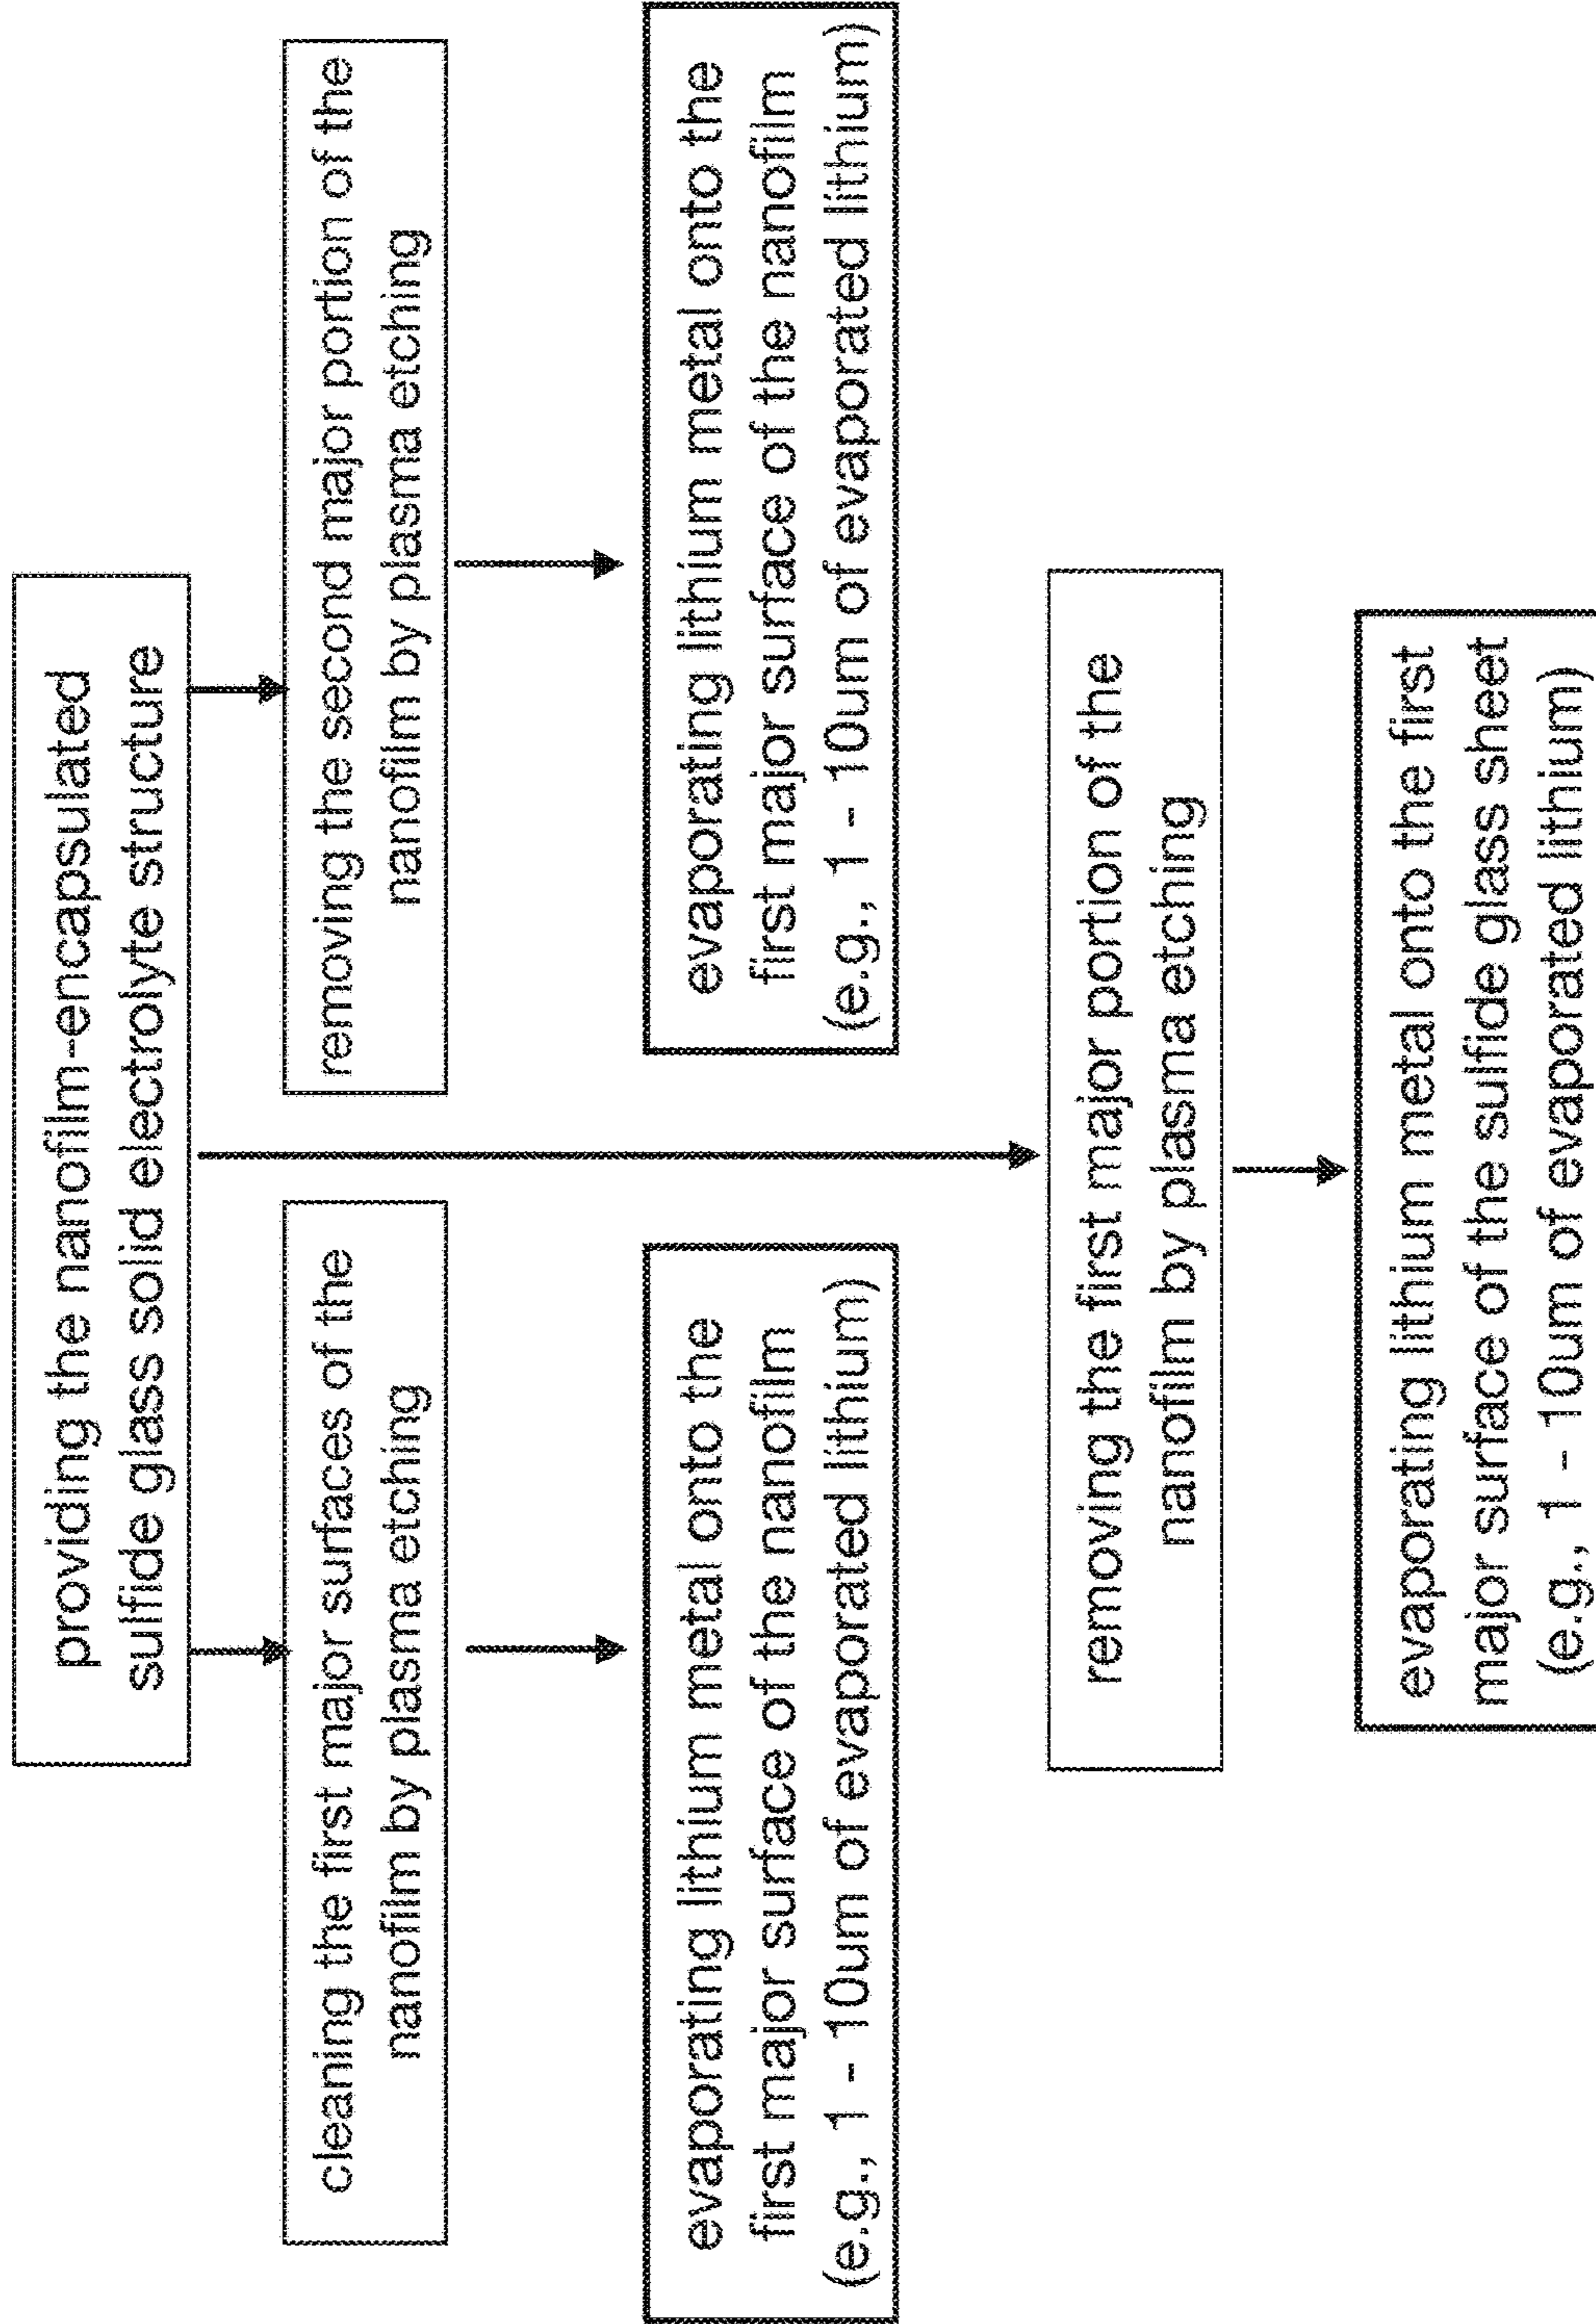 providing the nanofilm-encapsulated
sulfide glass solid electrolyte structure
cleaning the first major surfaces of the
nanofilm by plasma etching
evaporating lithium metal onto the
first major surface of the nanofilm
(e.g., 1 - 10um of evaporated lithium)
removing the second major portion of the
nanofilm by plasma etching
evaporating lithium metal onto the
first major surface of the nanofilm
(e.g., 1 - 10um of evaporated lithium)
removing the first major portion of the
nanofilm by plasma etching
evaporating lithium metal onto the first
major surface of the sulfide glass sheet
(e.g., 1 - 10um of evaporated lithium)